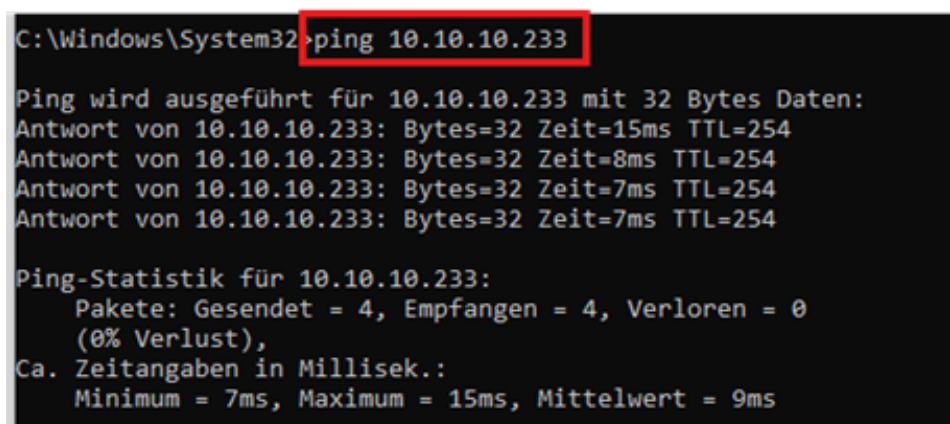 C:\Windows\System32>ping 10.10.10.233
Ping wird ausgeführt für 10.10.10.233 mit 32 Bytes Daten:
Antwort von 10.10.10.233: Bytes=32 Zeit=15ms TTL=254
Antwort von 10.10.10.233: Bytes=32 Zeit=8ms TTL=254
Antwort von 10.10.10.233: Bytes=32 Zeit=7ms TTL=254
Antwort von 10.10.10.233: Bytes=32 Zeit=7ms TTL=254
Ping-Statistik für 10.10.10.233:
Pakete: Gesendet = 4, Empfangen = 4, Verloren = 0
(0% Verlust),
Ca. Zeitangaben in Millisek.:
Minimum = 7ms, Maximum = 15ms, Mittelwert = 9ms